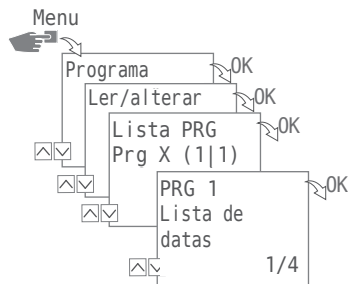 Menu
Programa
OK
Ler/alterar
OK
Lista PRG
OK
Prg X (1|1)
PRG 1
OK
Lista de
datas
1/4